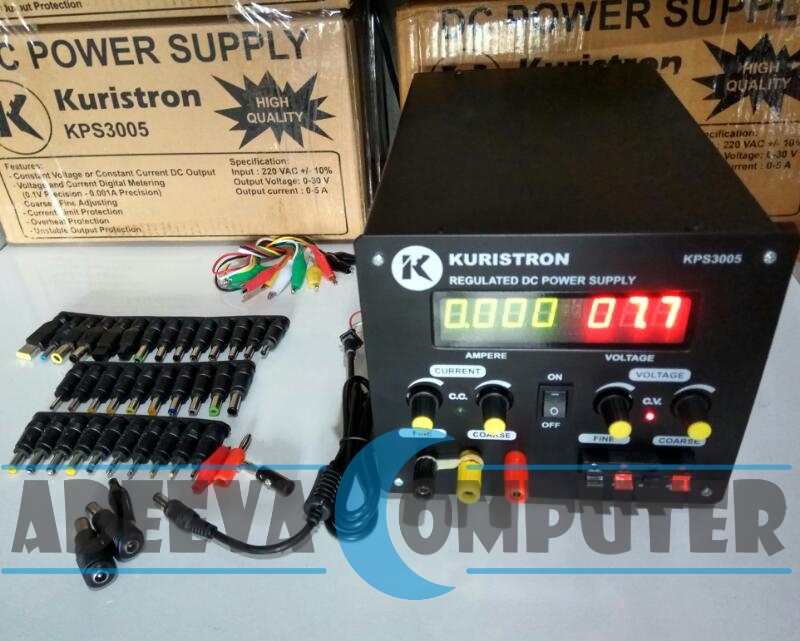 Output Protection
DC POWER SUPPLY
Kuristron
KPS3005
HIGH
QUALITY
Features:
- Constant Voltage or Constant Current DC Output
- Voltage and Current Digital Metering
(0.1V Precision - 0.001A Precision)
- Coarse, Fine Adjusting
- Current Limit Protection
- Overheat Protection
- Unstable Output Protection
Specification:
Input : 220 VAC +/- 10%
Output Voltage: 0-30 V
Output current : 0-5 A
DC POWER SUPPLY
Kuristron
HIGH
QUALITY
: 220 VAC +/- 10%
Voltage: 0-30
current : 0-5 A
K KURISTRON KPS3005
REGULATED DC POWER SUPPLY
0.000 07.7
AMPERE VOLTAGE
CURRENT ON VOLTAGE
C.C. C.V.
OFF
FINE COARSE FINE COARSE
ADEEVA COMPUTER